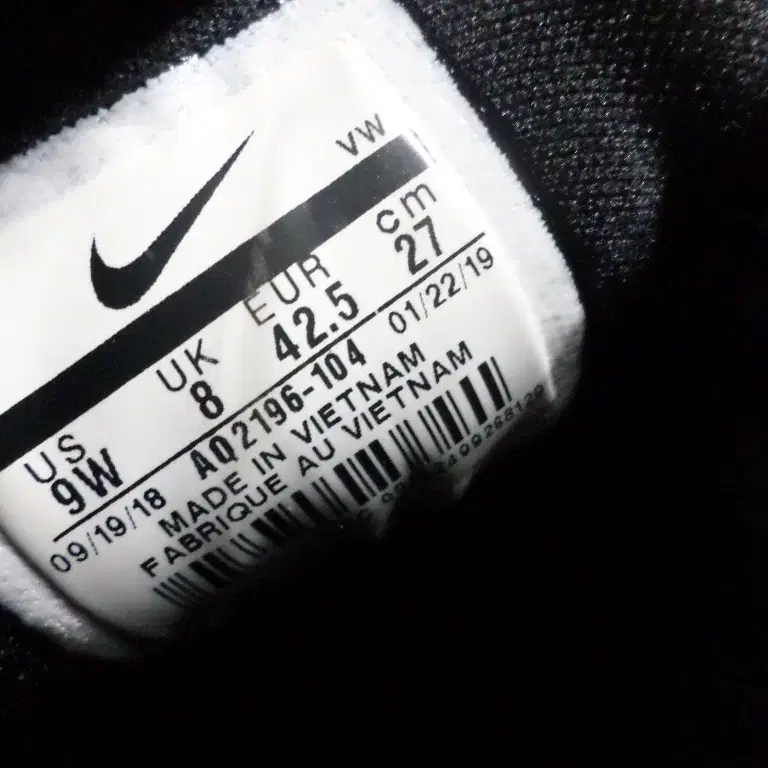 VW
US UK EUR cm
9W 8 42.5 27
09/19/18 AQ2196-104 01/22/19
MADE IN VIETNAM
FABRIQUE AU VIETNAM